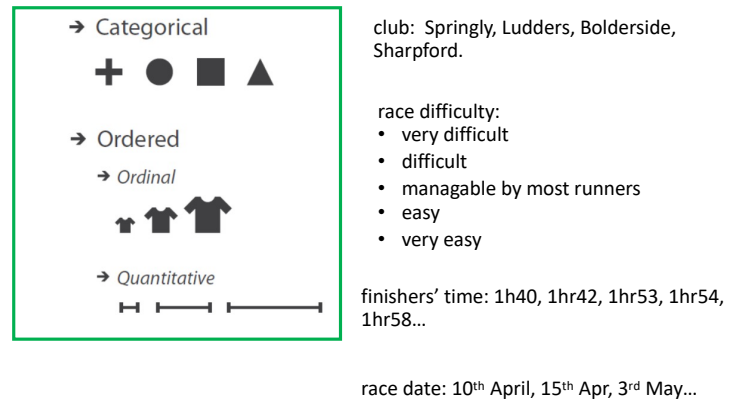 → Categorical
→ Ordered
→ Ordinal
→ Quantitative
club: Springly, Ludders, Bolderside,
Sharpford.
race difficulty:
• very difficult
• difficult
• managable by most runners
• easy
• very easy
finishers’ time: 1h40, 1hr42, 1hr53, 1hr54,
1hr58…
race date: 10th April, 15th Apr, 3rd May…